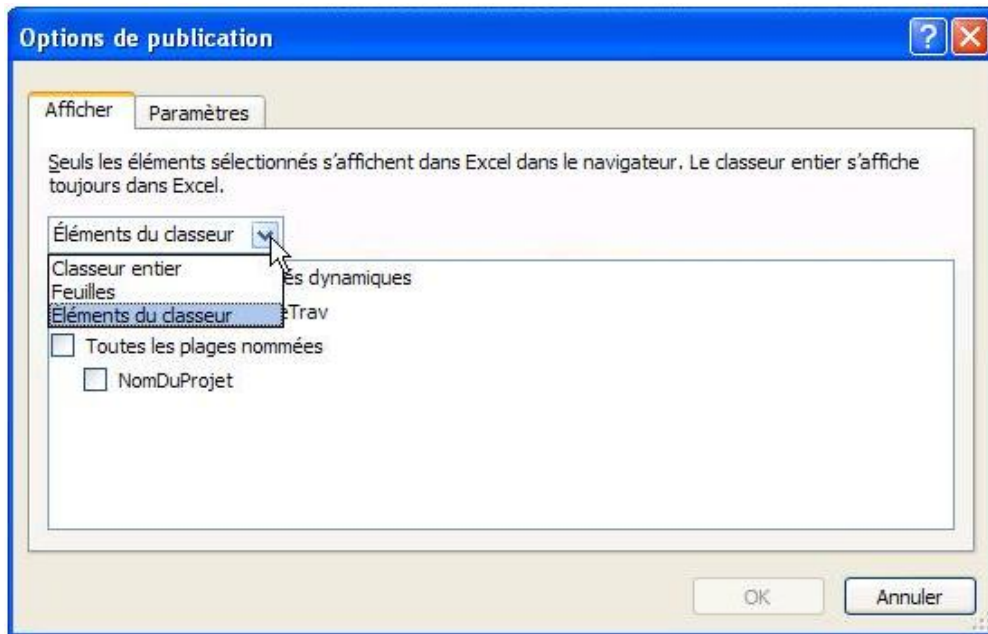 Options de publication
Afficher
Paramètres
Seuls les éléments sélectionnés s'affichent dans Excel dans le navigateur. Le classeur entier s'affiche
toujours dans Excel.
Éléments du classeur
Classeur entier
Feuilles
Éléments du classeur
dynamiques
Toutes les plages nommées
NomDuProjet
OK
Annuler